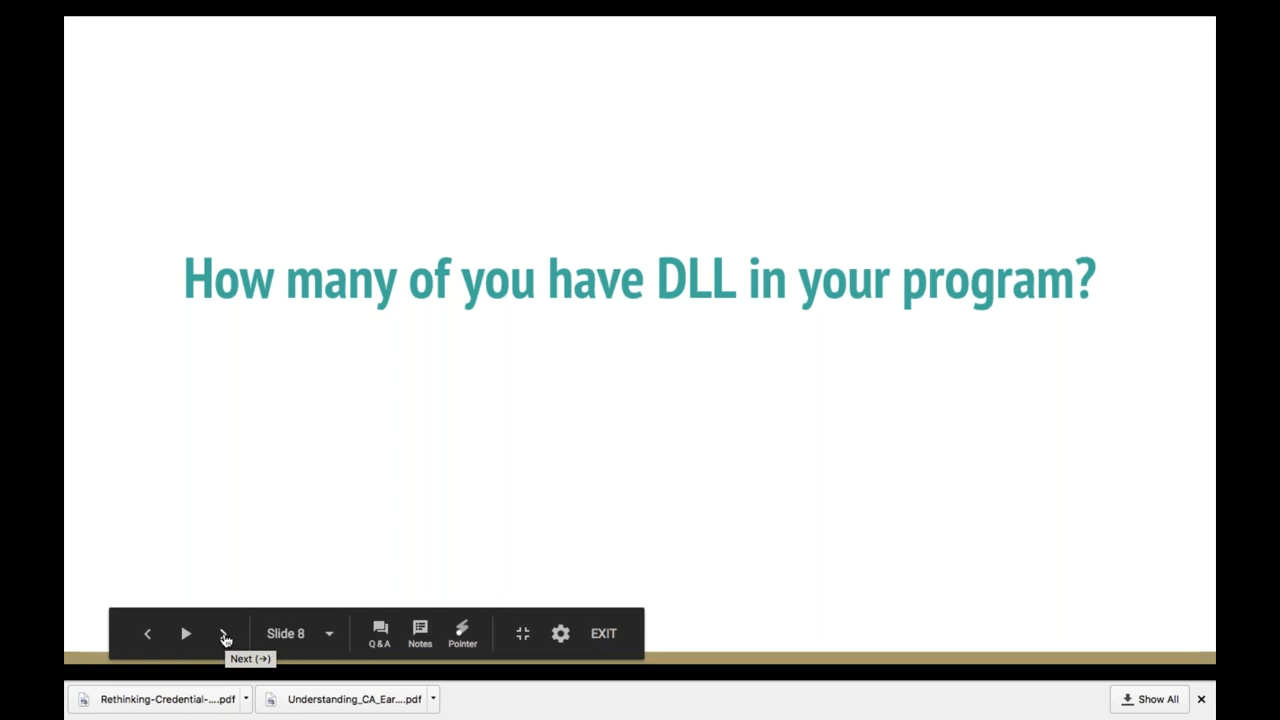 How many of you have DLL in your program?
Slide 8
Q & A
Notes
Pointer
EXIT
Next (→)
Rethinking-Credential-....pdf
Understanding_CA_Ear....pdf
Show All